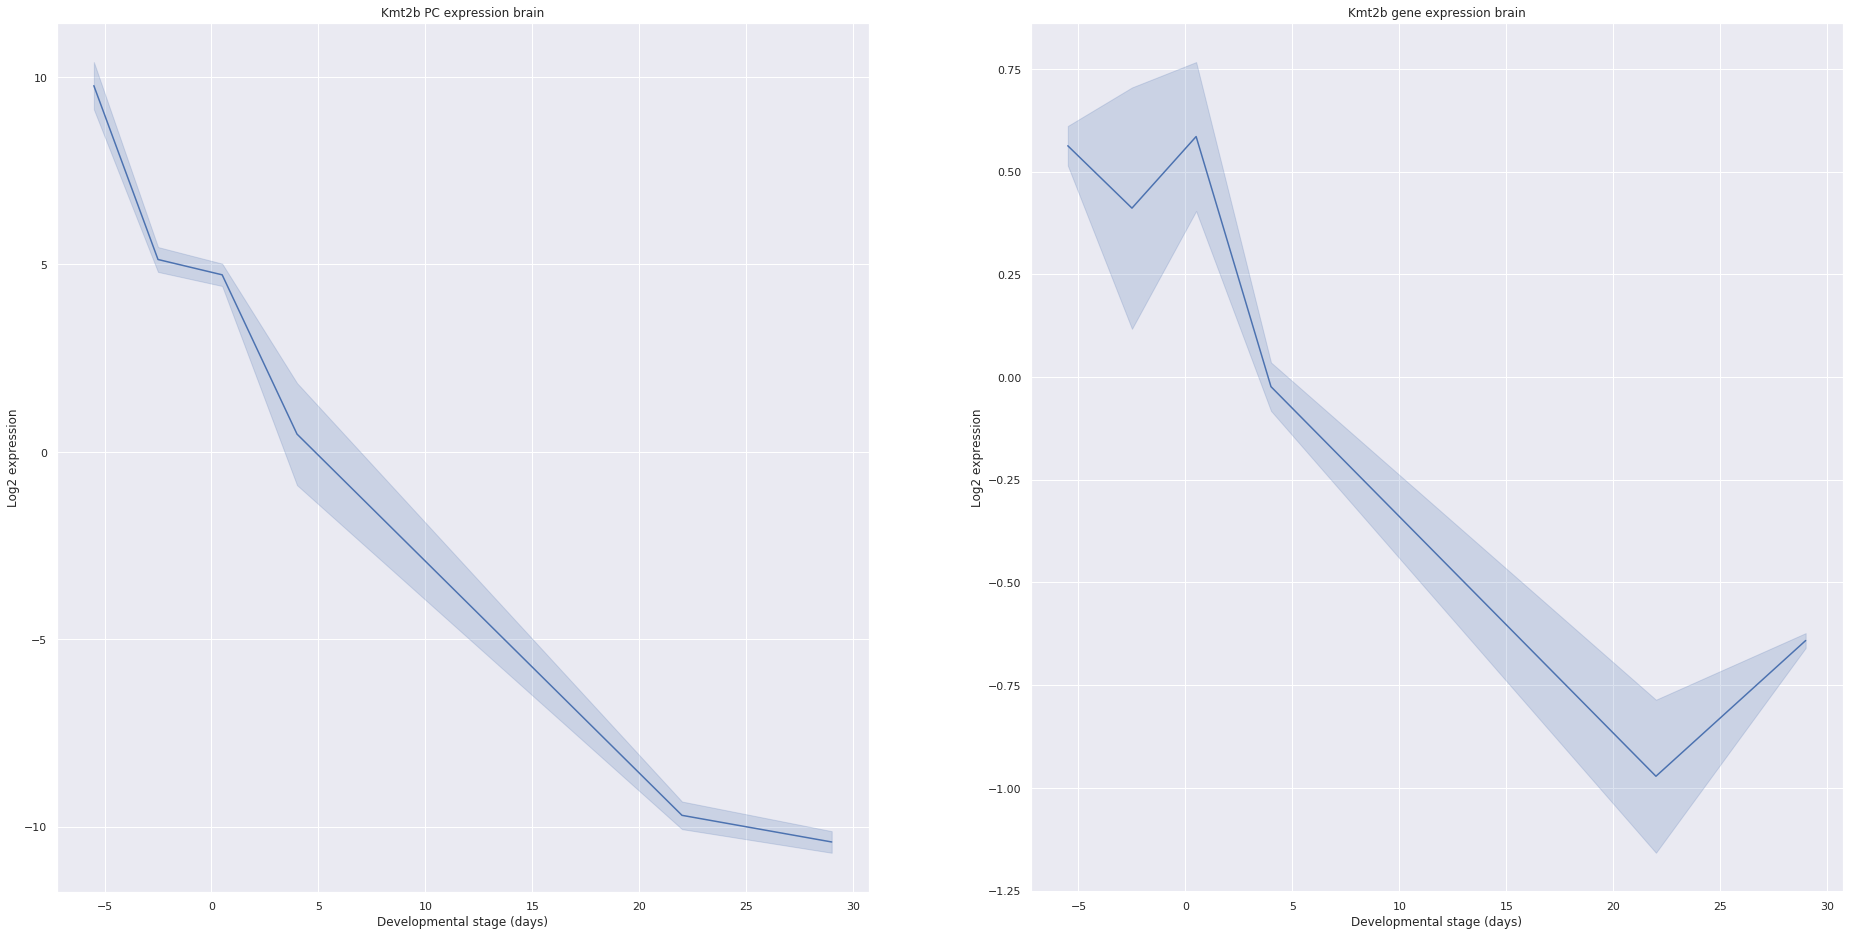 Kmt2b PC expression brain
10
5
0
−5
−10
Log2 expression
−5 0 5 10 15 20 25 30
Developmental stage (days)
Kmt2b gene expression brain
0.75
0.50
0.25
0.00
−0.25
−0.50
−0.75
−1.00
−1.25
Log2 expression
−5 0 5 10 15 20 25 30
Developmental stage (days)